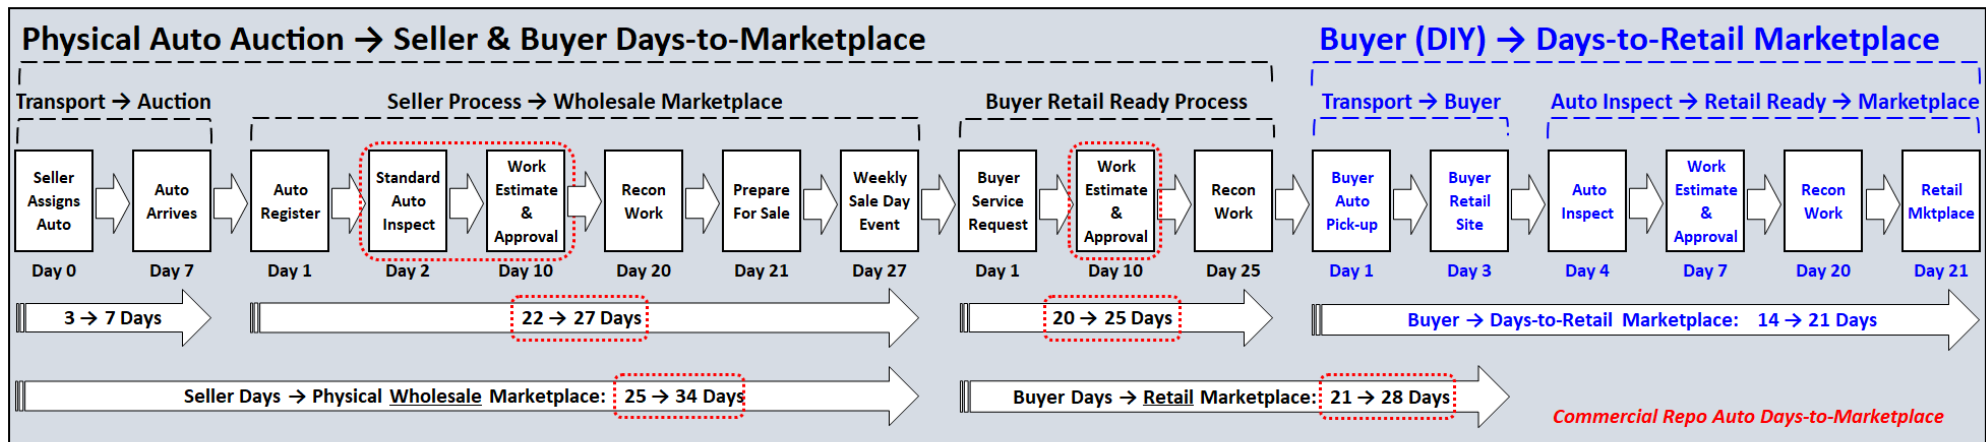 Physical Auto Auction → Seller & Buyer Days-to-Marketplace
Buyer (DIY) → Days-to-Retail Marketplace
Transport → Auction
Seller Process → Wholesale Marketplace
Buyer Retail Ready Process
Transport → Buyer
Auto Inspect → Retail Ready → Marketplace
Seller
Assigns
Auto
Auto
Arrives
Auto
Register
Standard
Auto
Inspect
Work
Estimate
&
Approval
Recon
Work
Prepare
For Sale
Weekly
Sale Day
Event
Buyer
Service
Request
Work
Estimate
&
Approval
Recon
Work
Buyer
Auto
Pick-up
Buyer
Retail
Site
Auto
Inspect
Work
Estimate
&
Approval
Recon
Work
Retail
Mktplace
Day 0
Day 7
Day 1
Day 2
Day 10
Day 20
Day 21
Day 27
Day 1
Day 10
Day 25
Day 1
Day 3
Day 4
Day 7
Day 20
Day 21
3 → 7 Days
22 → 27 Days
20 → 25 Days
Buyer → Days-to-Retail Marketplace: 14 → 21 Days
Seller Days → Physical Wholesale Marketplace: 25 → 34 Days
Buyer Days → Retail Marketplace: 21 → 28 Days
Commercial Repo Auto Days-to-Marketplace